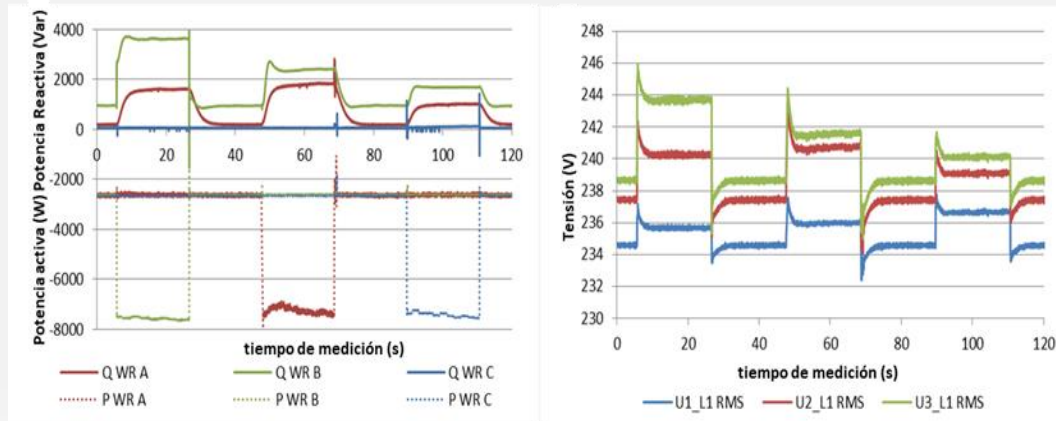 Potencia activa (W) Potencia Reactiva (Var)
4000
2000
0
-2000
-4000
-6000
-8000
0 20 40 60 80 100 120
tiempo de medición (s)
Q WR A Q WR B Q WR C
P WR A P WR B P WR C
Tensión (V)
248
246
244
242
240
238
236
234
232
230
0 20 40 60 80 100 120
tiempo de medición (s)
U1_L1 RMS U2_L1 RMS U3_L1 RMS